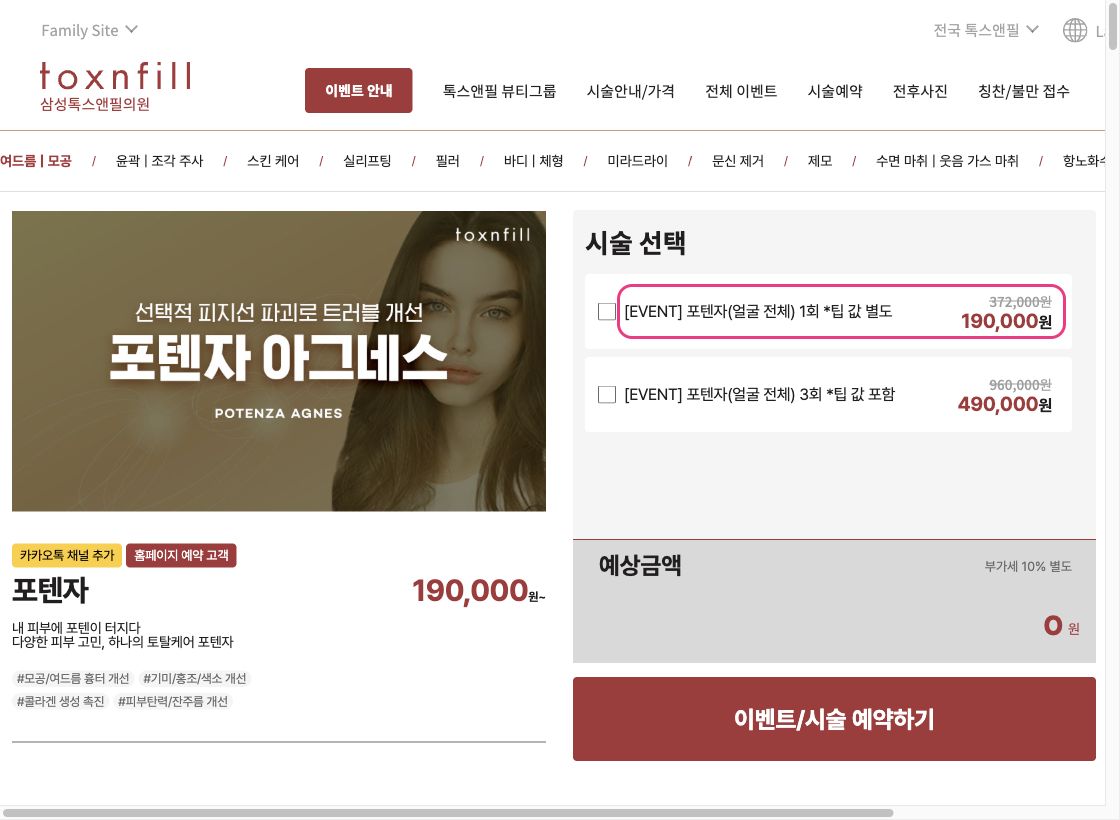 Family Site
전국 톡스앤필
toxnfill
삼성톡스앤필의원
이벤트 안내
톡스앤필 뷰티그룹
시술안내/가격
전체 이벤트
시술예약
전후사진
칭찬/불만 접수
여드름 | 모공 / 윤곽 | 조각 주사 / 스킨 케어 / 실리프팅 / 필러 / 바디 | 체형 / 미라드라이 / 문신 제거 / 제모 / 수면 마취 | 웃음 가스 마취 /
toxnfill
선택적 피지선 파괴로 트러블 개선
포텐자 아그네스
POTENZA AGNES
카카오톡 채널 추가
홈페이지 예약 고객
포텐자
190,000원~
내 피부에 포텐이 터지다
다양한 피부 고민, 하나의 토탈케어 포텐자
#모공/여드름 흉터 개선 #기미/홍조/색소 개선
#콜라겐 생성 촉진 #피부탄력/잔주름 개선
시술 선택
[EVENT] 포텐자(얼굴 전체) 1회 *팁 값 별도
372,000원
190,000원
[EVENT] 포텐자(얼굴 전체) 3회 *팁 값 포함
960,000원
490,000원
예상금액
부가세 10% 별도
0 원
이벤트/시술 예약하기